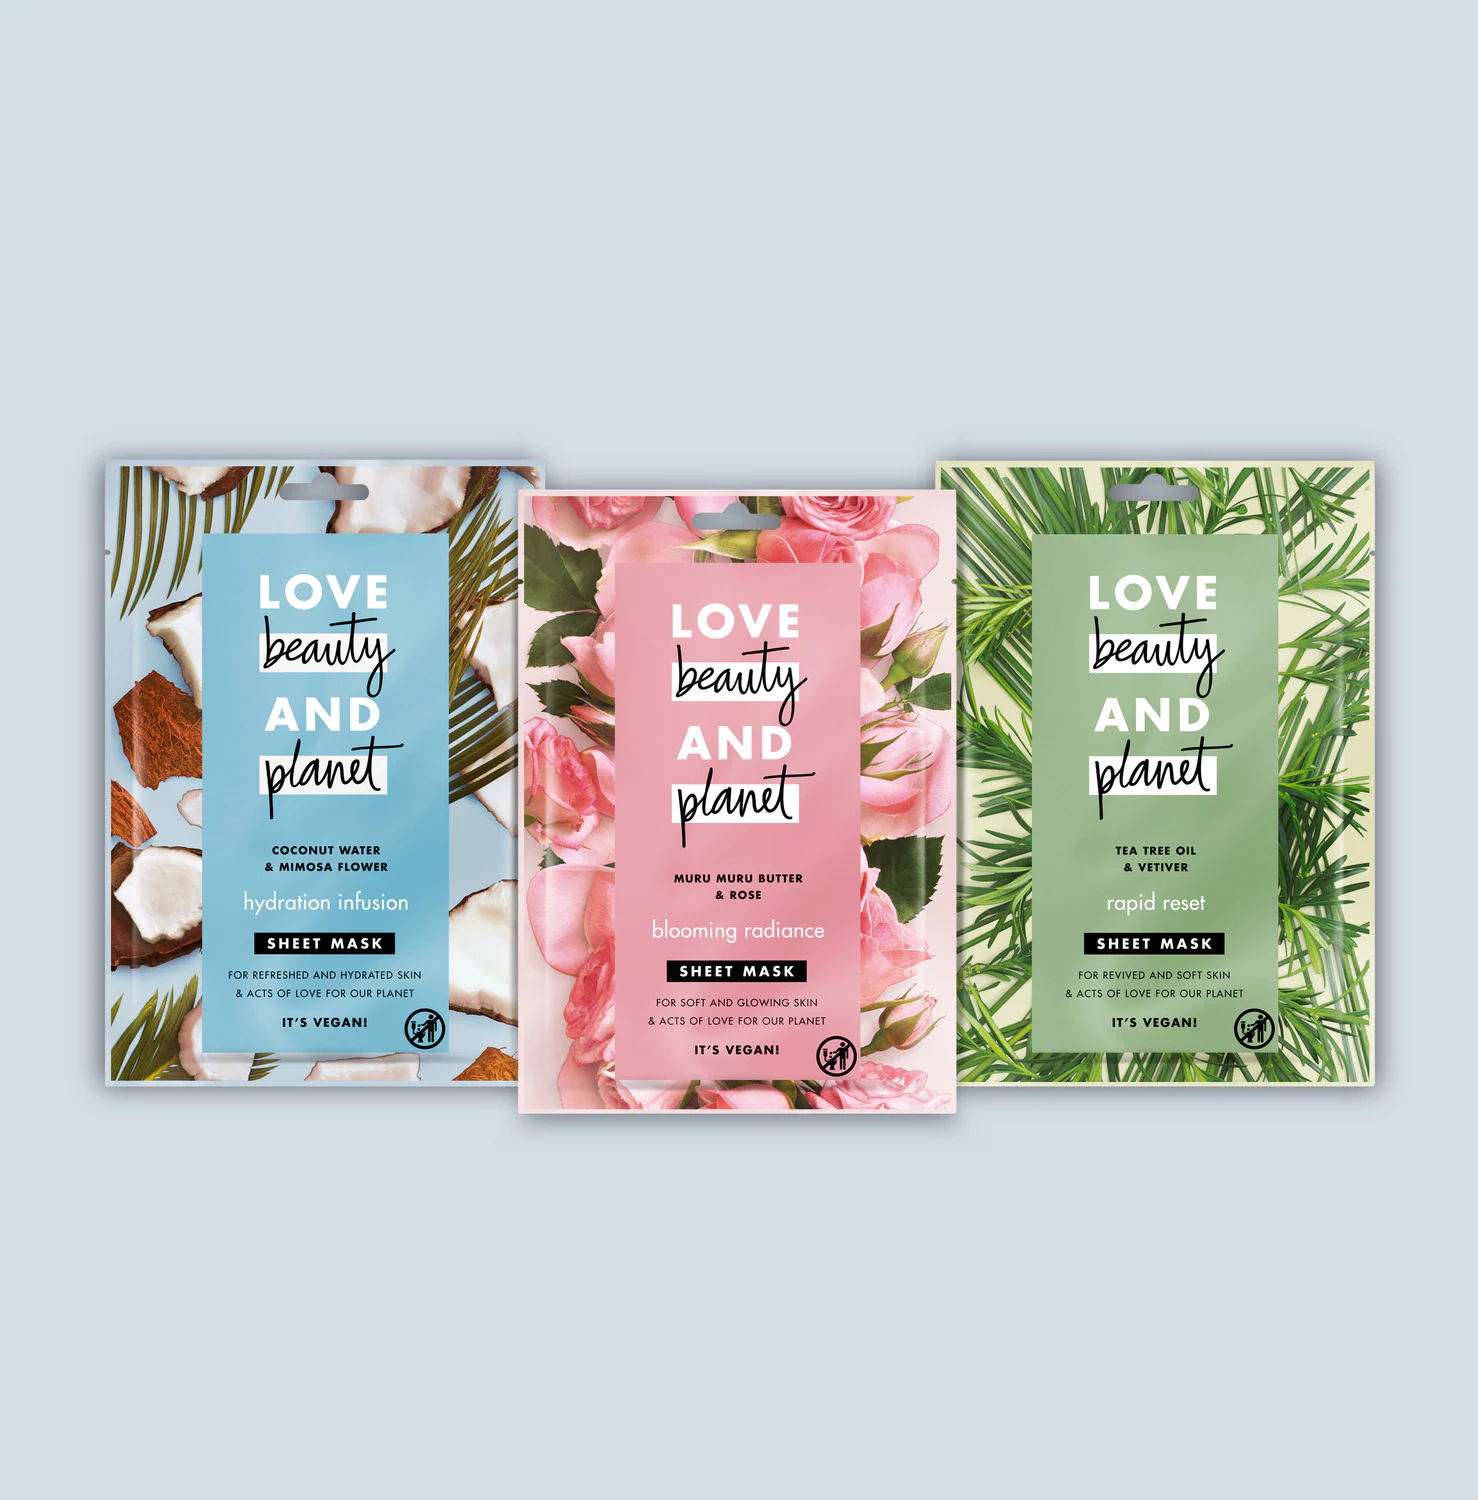 LOVE
beauty
AND
planet
COCONUT WATER
& MIMOSA FLOWER
hydration infusion
SHEET MASK
FOR REFRESHED AND HYDRATED SKIN
& ACTS OF LOVE FOR OUR PLANET
IT'S VEGAN!
LOVE
beauty
AND
planet
MURU MURU BUTTER
& ROSE
blooming radiance
SHEET MASK
FOR SOFT AND GLOWING SKIN
& ACTS OF LOVE FOR OUR PLANET
IT'S VEGAN!
LOVE
beauty
AND
planet
TEA TREE OIL
& VETIVER
rapid reset
SHEET MASK
FOR REVIVED AND SOFT SKIN
& ACTS OF LOVE FOR OUR PLANET
IT'S VEGAN!